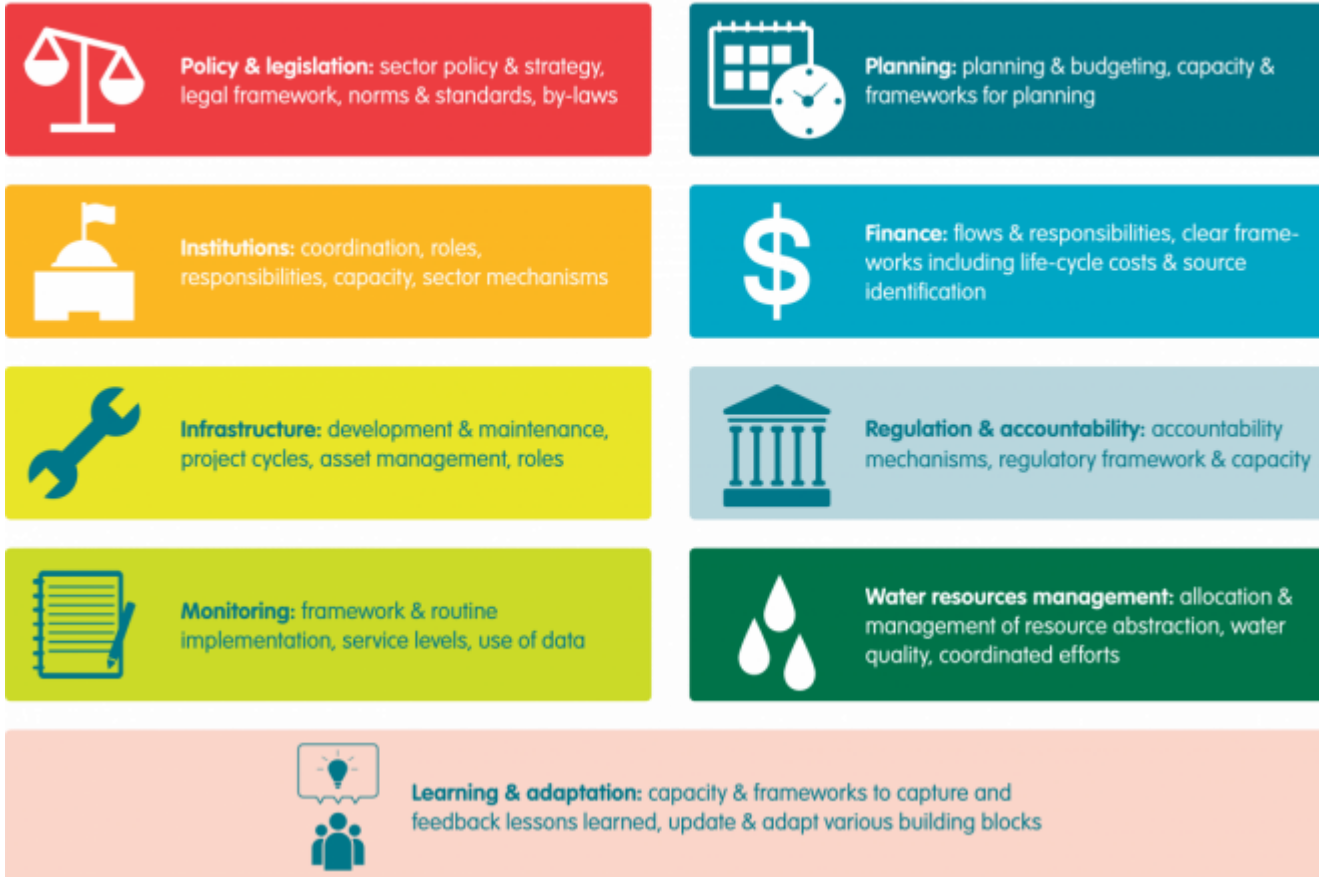 Policy & legislation: sector policy & strategy,
legal framework, norms & standards, by-laws
Planning: planning & budgeting, capacity &
frameworks for planning
Institutions: coordination, roles,
responsibilities, capacity, sector mechanisms
Finance: flows & responsibilities, clear frame-
works including life-cycle costs & source
identification
Infrastructure: development & maintenance,
project cycles, asset management, roles
Regulation & accountability: accountability
mechanisms, regulatory framework & capacity
Monitoring: framework & routine
implementation, service levels, use of data
Water resources management: allocation &
management of resource abstraction, water
quality, coordinated efforts
Learning & adaptation: capacity & frameworks to capture and
feedback lessons learned, update & adapt various building blocks